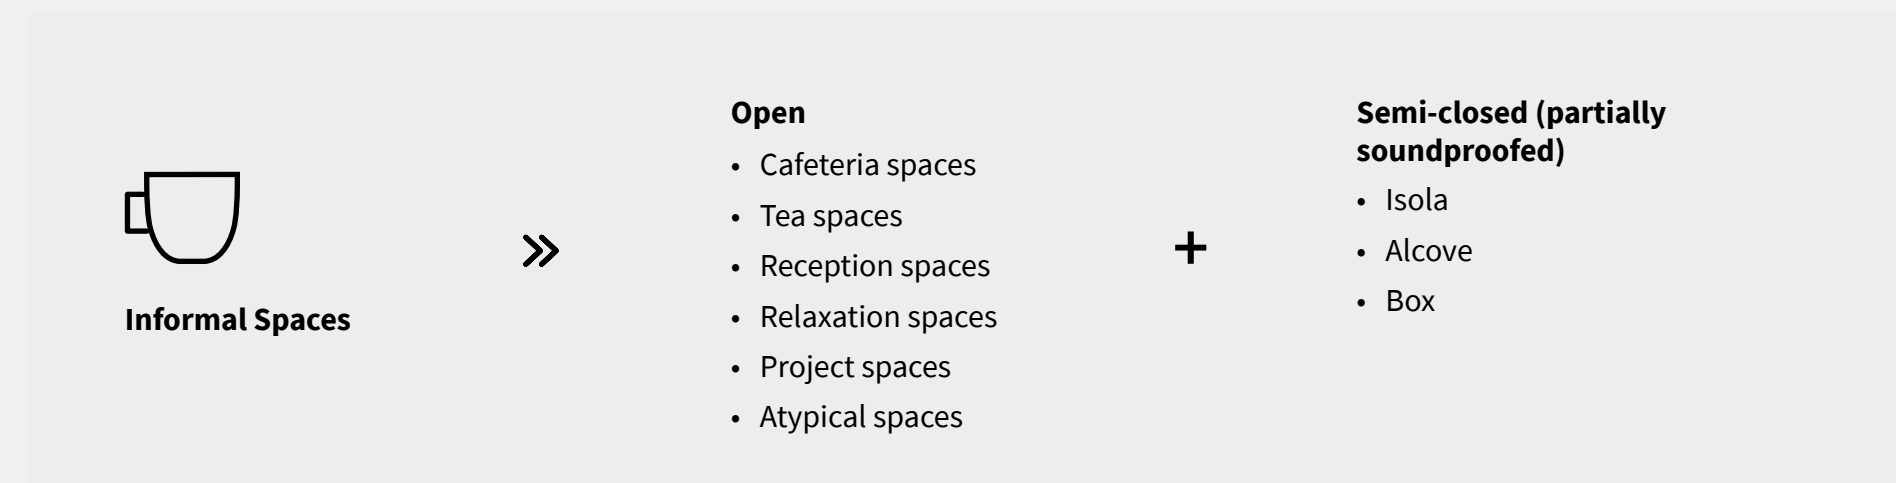 Informal Spaces
»
Open
• Cafeteria spaces
• Tea spaces
• Reception spaces
• Relaxation spaces
• Project spaces
• Atypical spaces
+
Semi-closed (partially
soundproofed)
• Isola
• Alcove
• Box